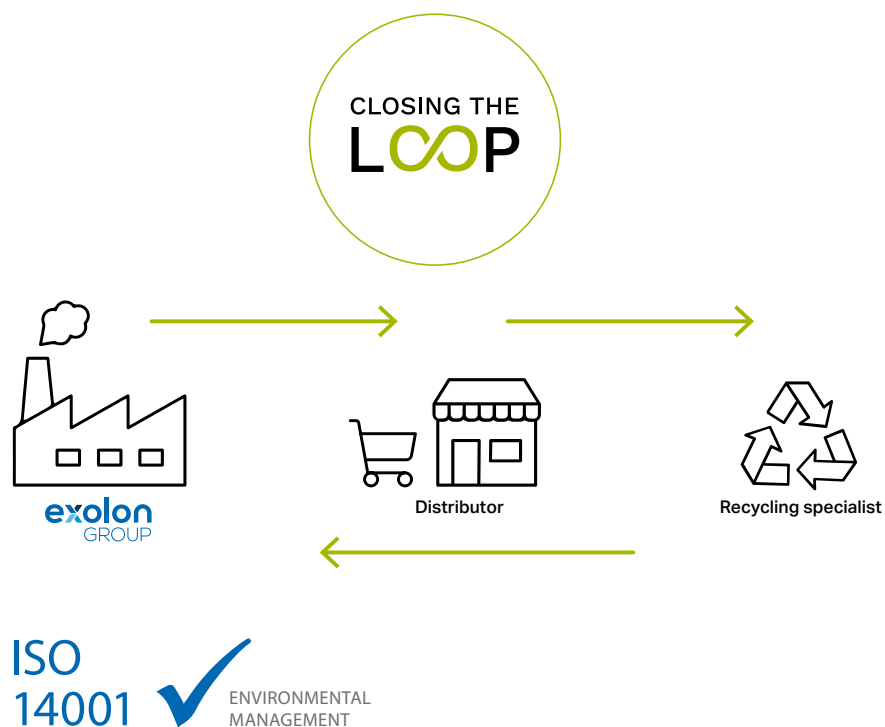 CLOSING THE
LOOP
exolon
GROUP
Distributor
Recycling specialist
ISO
14001
ENVIRONMENTAL
MANAGEMENT